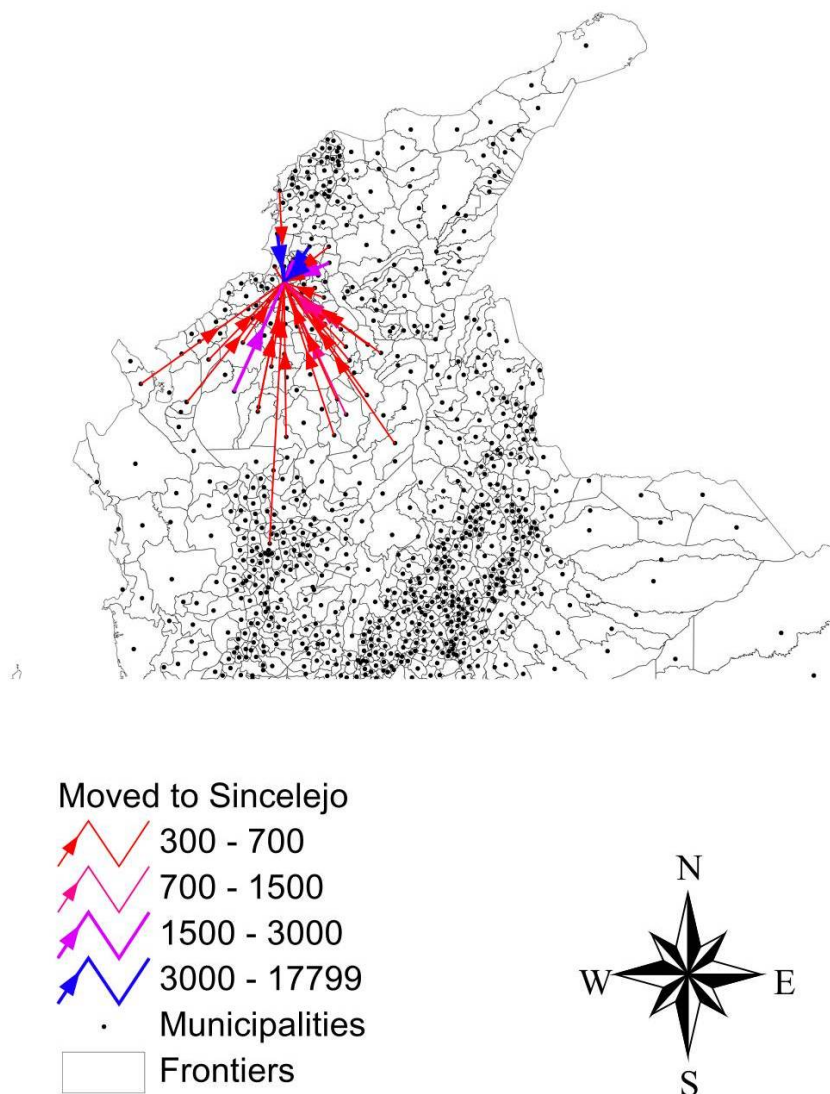 Moved to Sincelejo
300 - 700
700 - 1500
1500 - 3000
3000 - 17799
Municipalities
Frontiers
N
W E
S